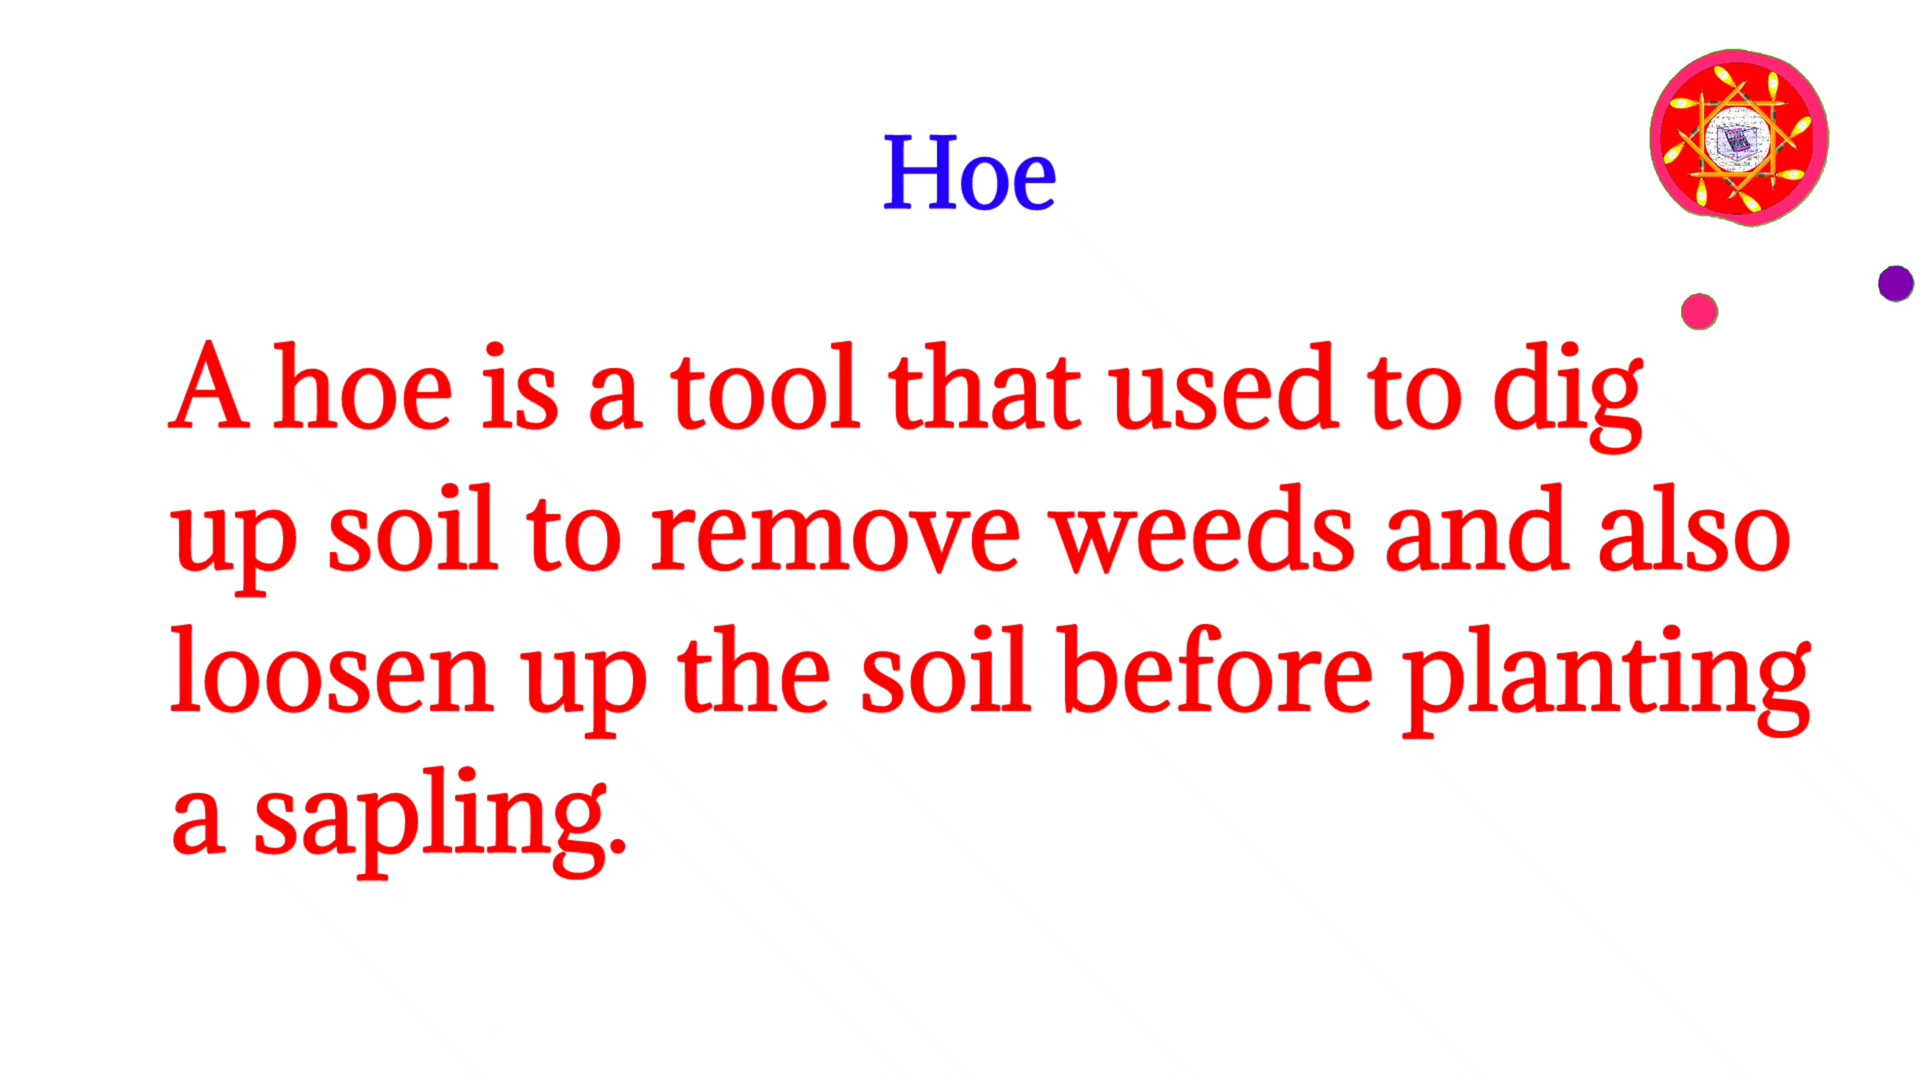 Hoe
A hoe is a tool that used to dig
up soil to remove weeds and also
loosen up the soil before planting
a sapling.